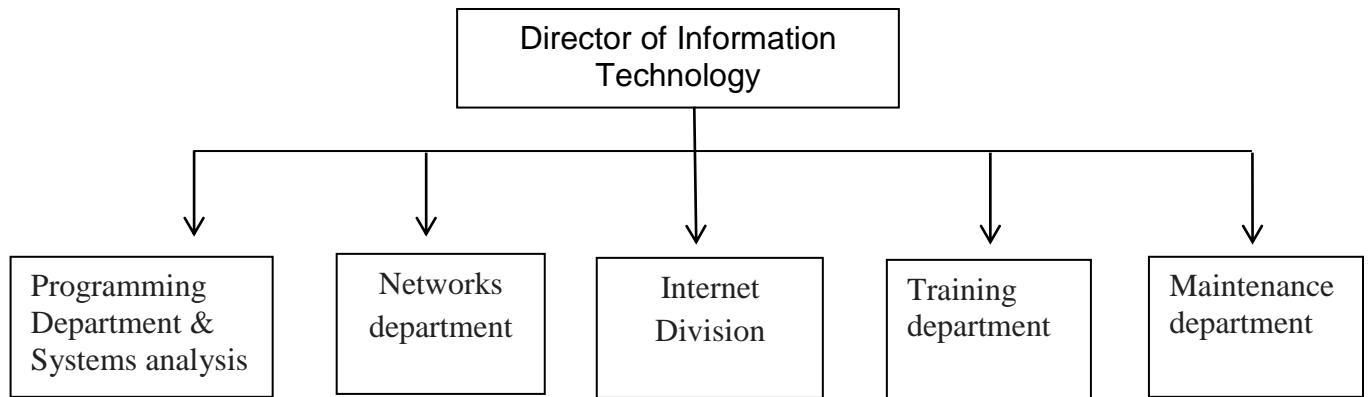 Director of Information
Technology
Programming
Department &
Systems analysis
Networks
department
Internet
Division
Training
department
Maintenance
department